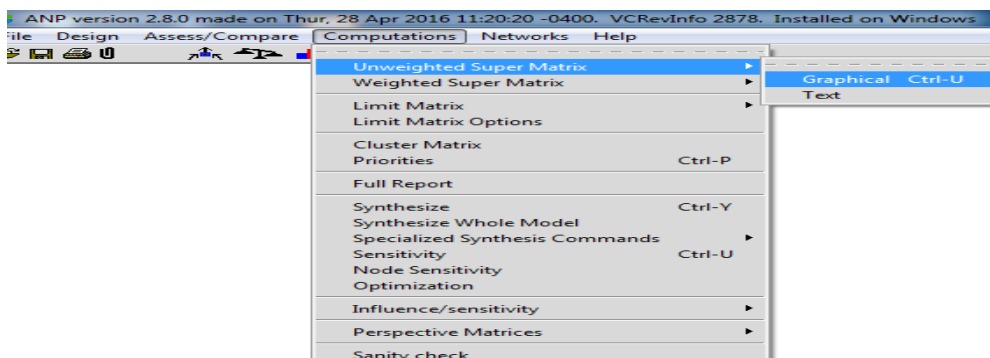 ANP version 2.8.0 made on Thur, 28 Apr 2016 11:20:20 -0400. VCRevInfo 2878. Installed on Windows
File Design Assess/Compare Computations Networks Help
Unweighted Super Matrix
Graphical Ctrl-U
Weighted Super Matrix
Text
Limit Matrix
Limit Matrix Options
Cluster Matrix
Priorities Ctrl-P
Full Report
Synthesize Ctrl-Y
Synthesize Whole Model
Specialized Synthesis Commands
Sensitivity Ctrl-U
Node Sensitivity
Optimization
Influence/sensitivity
Perspective Matrices
Sanity check